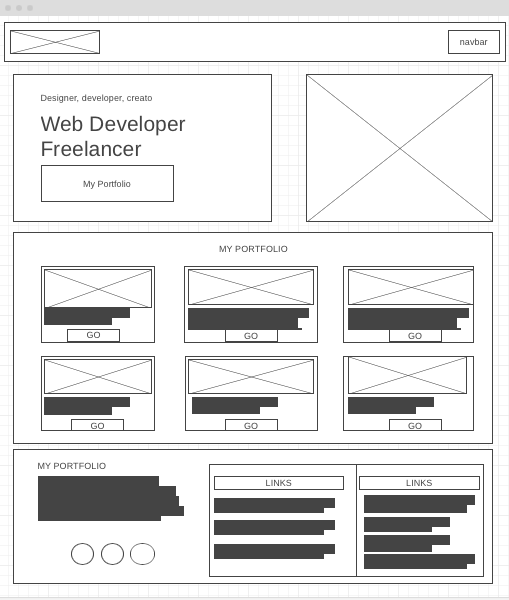 navbar
Designer, developer, creato
Web Developer
Freelancer
My Portfolio
MY PORTFOLIO
GO
GO
GO
GO
GO
GO
MY PORTFOLIO
LINKS
LINKS